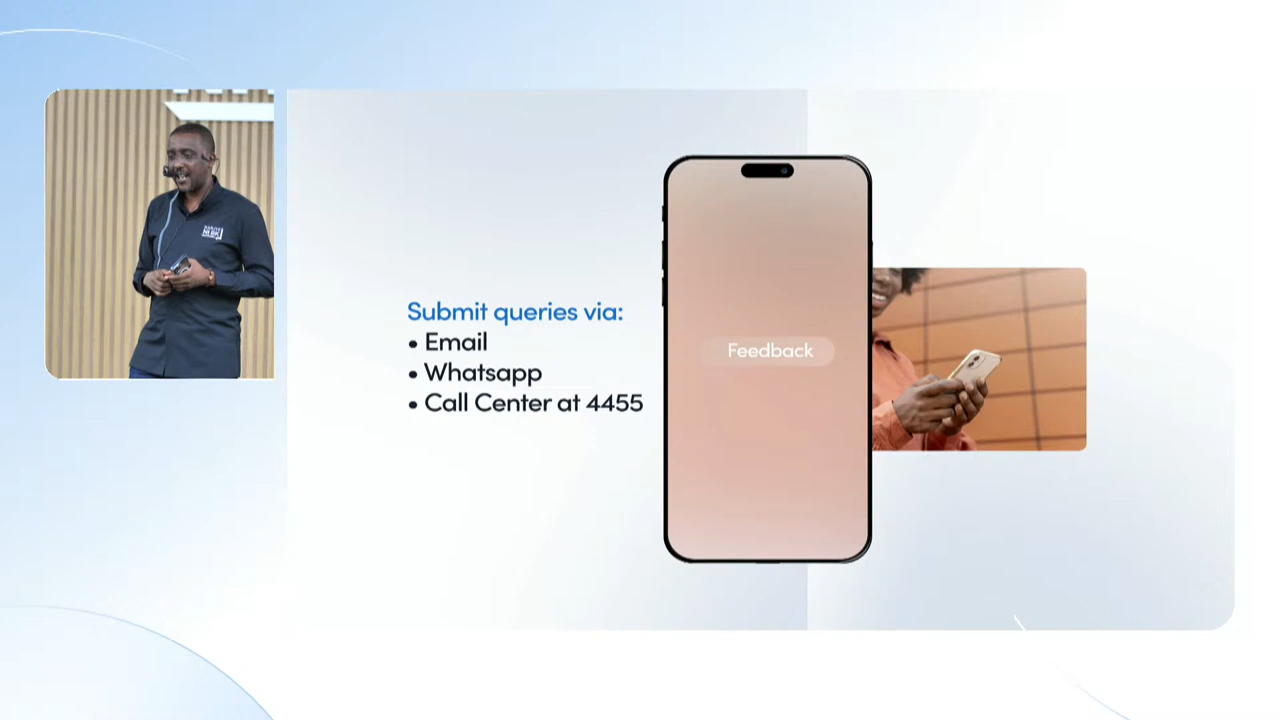 Submit queries via:
• Email
• Whatsapp
• Call Center at 4455
Feedback